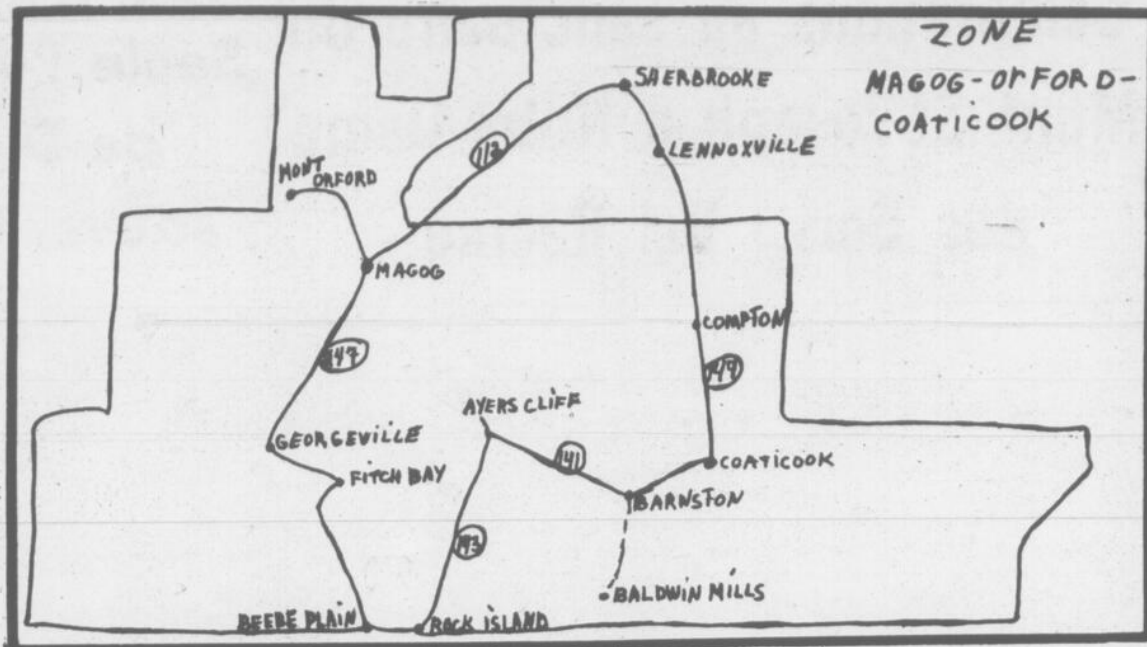 ZONE
MAGOG-OrFORD-
COATICOOK
SHERBROOKE
112
LENNOXVILLE
MONT
ORFORD
MAGOG
COMPTON
147
147
AYERS CLIFF
GEORGEVILLE
141
COATICOOK
FITCH BAY
BARNSTON
143
BALDWIN MILLS
BEEBE PLAIN
ROCK ISLAND